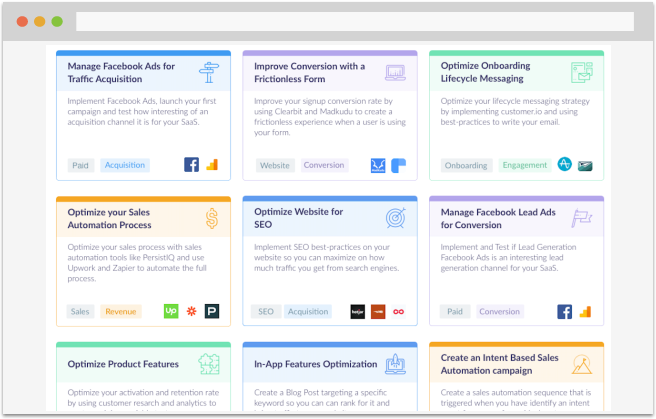 Manage Facebook Ads for
Traffic Acquisition
Implement Facebook Ads, launch your first
campaign and test how interesting of an
acquisition channel it is for your SaaS.
Paid
Acquisition
Improve Conversion with a
Frictionless Form
Improve your signup conversion rate by
using Clearbit and Madkudu to create a
frictionless experience when a user is using
your form.
Website
Conversion
Optimize Onboarding
Lifecycle Messaging
Optimize your lifecycle messaging strategy
by implementing customer.io and using
best-practices to write your email.
Onboarding
Engagement
Optimize your Sales
Automation Process
Optimize your sales process with sales
automation tools like PersistIQ and use
Upwork and Zapier to automate the full
process.
Sales
Revenue
Up
P
Optimize Website for
SEO
Implement SEO best-practices on your
website so you can maximize on how
much traffic you get from search engines.
SEO
Acquisition
hotjar
Manage Facebook Lead Ads
for Conversion
Implement and Test if Lead Generation
Facebook Ads is an interesting lead
generation channel for your SaaS.
Paid
Conversion
Optimize Product Features
Optimize your activation and retention rate
by using customer resarch and analytics to
In-App Features Optimization
Create a Blog Post targeting a specific
keyword so you can can rank for it and
Create an Intent Based Sales
Automation campaign
Create a sales automation sequence that is
triggered when you have identify an intent